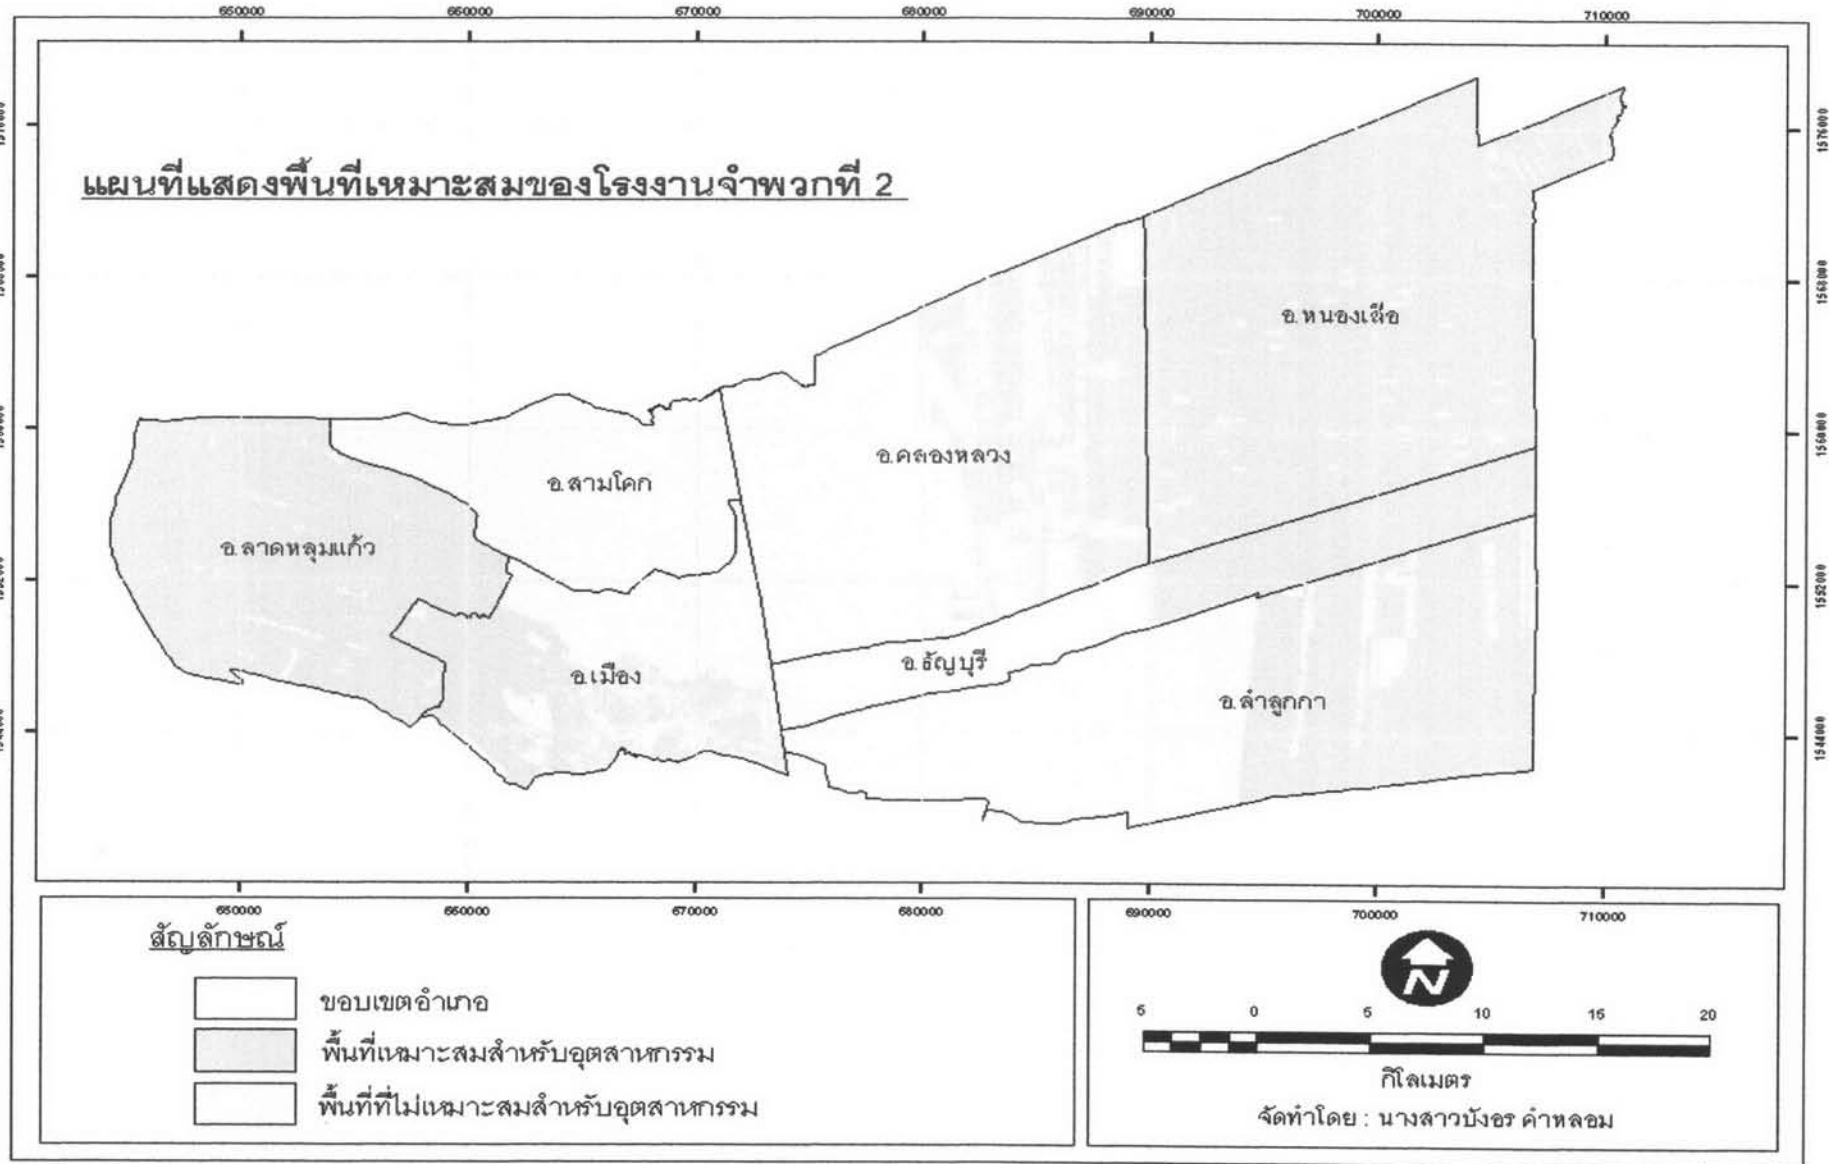 650000 660000 670000 680000 690000 700000 710000
แผนที่แสดงพื้นที่เหมาะสมของโรงงานจำพวกที่ 2
1576000
1568000
1560000
1552000
1544000
อ.หนองเสือ
อ.คลองหลวง
อ.สามโคก
อ.ลาดหลุมแก้ว
อ.ธัญบุรี
อ.เมือง
อ.ลำลูกกา
650000 660000 670000 680000 690000 700000 710000
สัญลักษณ์
ขอบเขตอำเภอ
พื้นที่เหมาะสมสำหรับอุตสาหกรรม
พื้นที่ที่ไม่เหมาะสมสำหรับอุตสาหกรรม
N
5 0 5 10 15 20
กิโลเมตร
จัดทำโดย : นางสาวบังอร คำหลอม